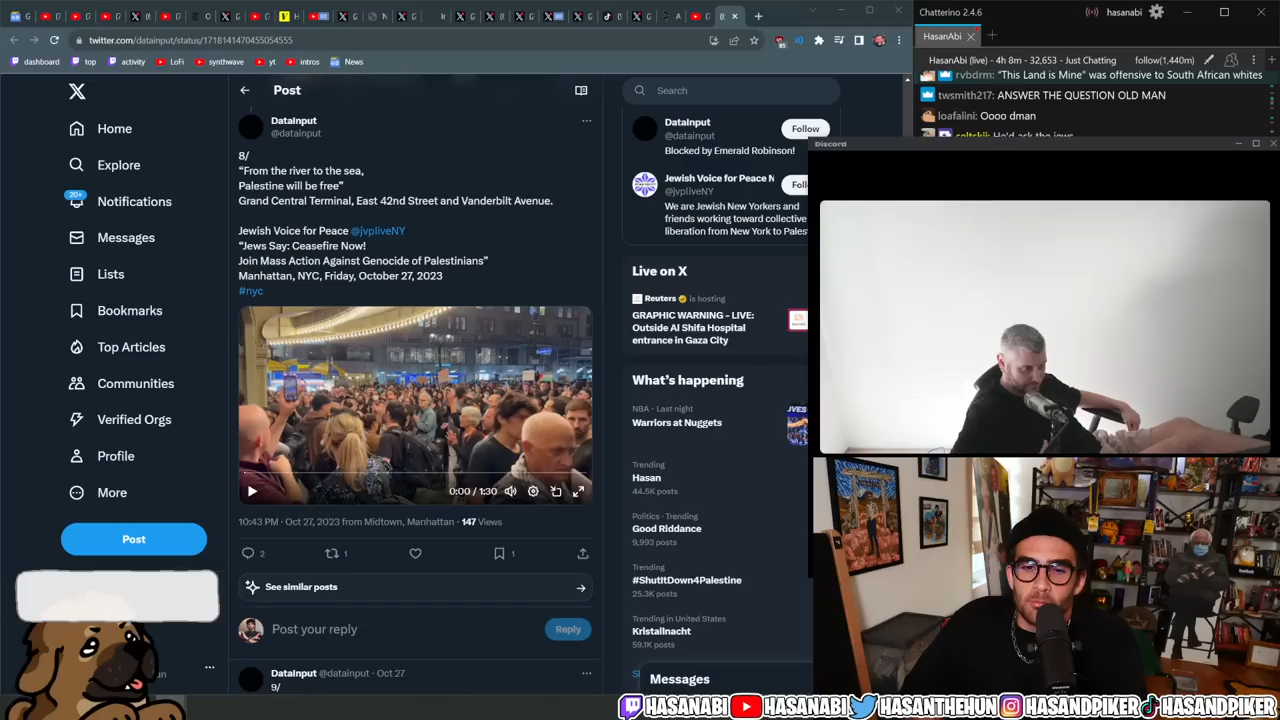 twitter.com/datainput/status/1718141470455054555
85
dashboard
top
activity
LoFi
synthwave
yt
intros
News
Home
Explore
20+
Notifications
Messages
Lists
Bookmarks
Top Articles
Communities
Verified Orgs
Profile
More
Post
Post
DataInput
@datainput
8/
“From the river to the sea,
Palestine will be free”
Grand Central Terminal, East 42nd Street and Vanderbilt Avenue.
Jewish Voice for Peace @jvpliveNY
“Jews Say: Ceasefire Now!
Join Mass Action Against Genocide of Palestinians”
Manhattan, NYC, Friday, October 27, 2023
#nyc
0:00 / 1:30
10:43 PM · Oct 27, 2023 from Midtown, Manhattan · 147 Views
2
1
1
See similar posts
Post your reply
Reply
DataInput @datainput · Oct 27
9/
Search
DataInput
@datainput
Follow
Blocked by Emerald Robinson!
Jewish Voice for Peace N
@jvpliveNY
Foll
We are Jewish New Yorkers and
friends working toward collective
liberation from New York to Palest
Live on X
Reuters is hosting
GRAPHIC WARNING – LIVE:
Outside Al Shifa Hospital
entrance in Gaza City
What’s happening
NBA · Last night
Warriors at Nuggets
Trending
Hasan
44.5K posts
Politics · Trending
Good Riddance
9,993 posts
Trending
#ShutItDown4Palestine
25.3K posts
Trending in United States
Kristallnacht
59.1K posts
Messages
Chatterino 2.4.6
hasanabi
HasanAbi
HasanAbi (live) - 4h 8m - 32,653 - Just Chatting
follow(1,440m)
rvbdrm: "This Land is Mine" was offensive to South African whites
twsmith217: ANSWER THE QUESTION OLD MAN
loafalini: Oooo dman
He'd ask the jews
Discord
HASANABI
HASANABI
HASANTHEHUN
HASANDPIKER
HASANDPIKER